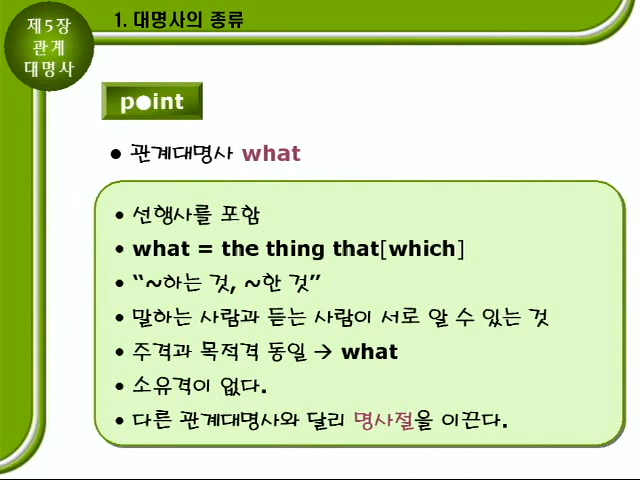 제5장
관계
대명사
1. 대명사의 종류
point
• 관계대명사 what
• 선행사를 포함
• what = the thing that[which]
• “~하는 것, ~한 것”
• 말하는 사람과 듣는 사람이 서로 알 수 있는 것
• 주격과 목적격 동일 → what
• 소유격이 없다.
• 다른 관계대명사와 달리 명사절을 이끈다.